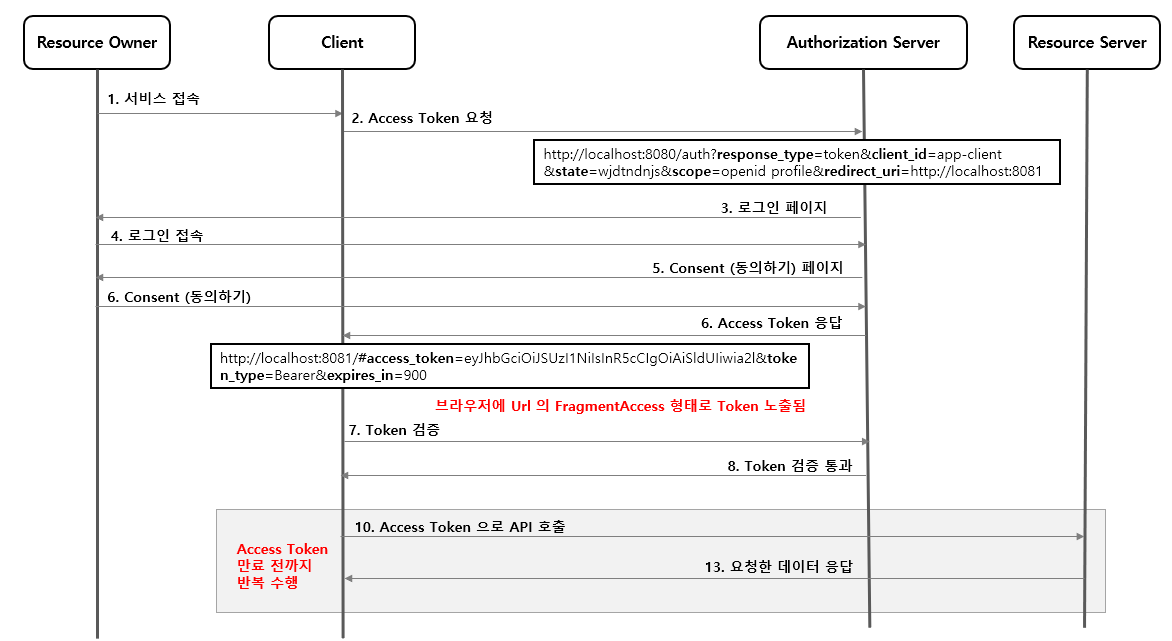 Resource Owner
Client
Authorization Server
Resource Server
1. 서비스 접속
2. Access Token 요청
http://localhost:8080/auth?response_type=token&client_id=app-client
&state=wjdtndnjs&scope=openid profile&redirect_uri=http://localhost:8081
3. 로그인 페이지
4. 로그인 접속
5. Consent (동의하기) 페이지
6. Consent (동의하기)
6. Access Token 응답
http://localhost:8081/#access_token=eyJhbGciOiJSUzI1NiIsInR5cCIgOiAiSldUIiwia2l&toke
n_type=Bearer&expires_in=900
브라우저에 Url 의 FragmentAccess 형태로 Token 노출됨
7. Token 검증
8. Token 검증 통과
10. Access Token 으로 API 호출
Access Token
만료 전까지
반복 수행
13. 요청한 데이터 응답